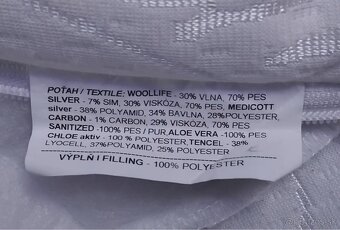 POŤAH / TEXTILE: WOOLLIFE - 30% VLNA, 70% PES
SILVER - 7% SIM, 30% VISKÓZA, 70% PES, MEDICOTT
silver - 38% POLYAMID, 34% BAVLNA, 28% POLYESTER,
CARBON - 1% CARBON, 29% VISKÓZA, 70% PES
SANITIZED -100% PES / PUR, ALOE VERA -100% PES
CHLOE aktiv - 100% POLYESTER, TENCEL - 38%
LYOCELL, 37%POLYAMID, 25% POLYESTER
VÝPLŇ I FILLING - 100% POLYESTER